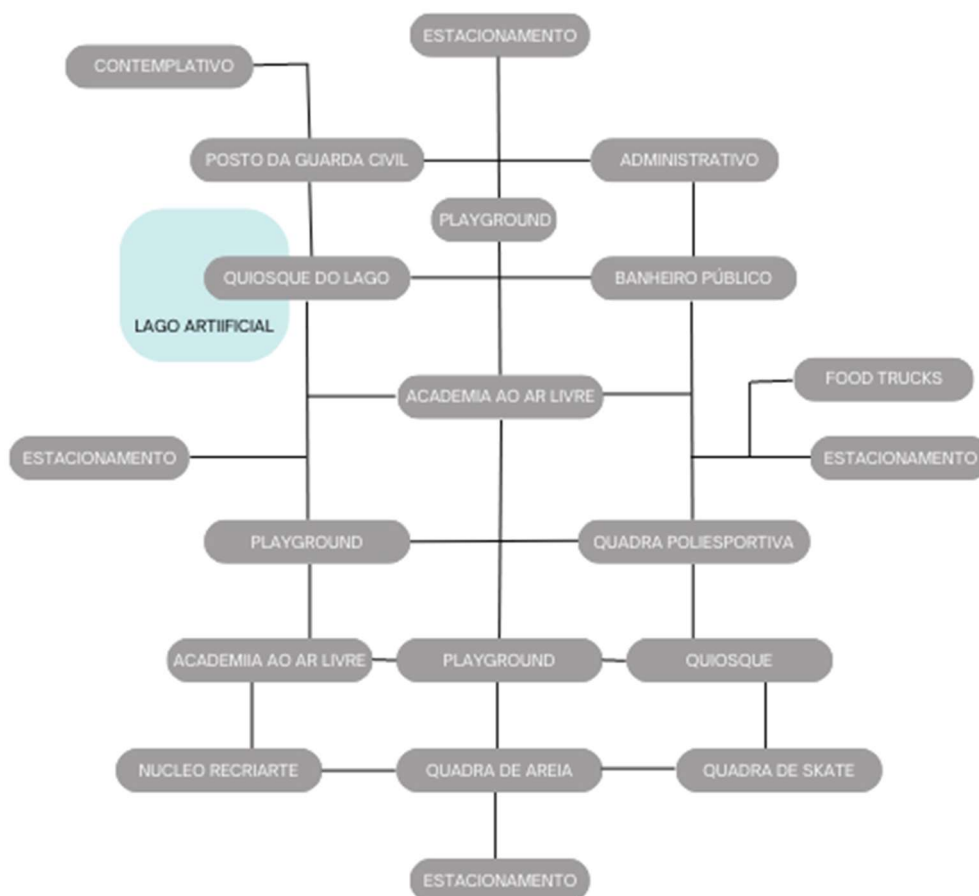 ESTACIONAMENTO
CONTEMPLATIVO
POSTO DA GUARDA CIVIL
ADMINISTRATIVO
PLAYGROUND
QUIOSQUE DO LAGO
BANHEIRO PÚBLICO
LAGO ARTIIFICIAL
FOOD TRUCKS
ACADEMIA AO AR LIVRE
ESTACIONAMENTO
ESTACIONAMENTO
PLAYGROUND
QUADRA POLIESPORTIVA
ACADEMIIA AO AR LIVRE
PLAYGROUND
QUIOSQUE
NUCLEO RECRIARTE
QUADRA DE AREIA
QUADRA DE SKATE
ESTACIONAMENTO